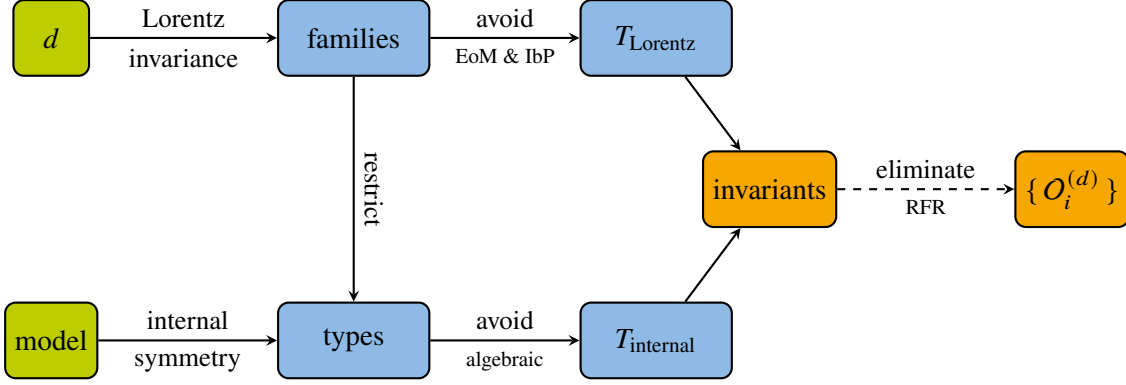 d
Lorentz
invariance
families
avoid
EoM & IbP
T_Lorentz
restrict
invariants
eliminate
RFR
{ O_i^(d) }
model
internal
symmetry
types
avoid
algebraic
T_internal